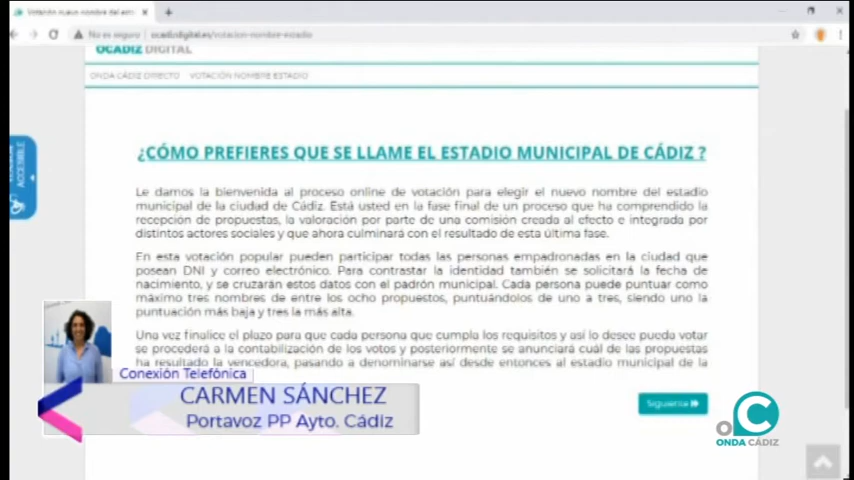 Votación nuevo nombre del est
No es seguro | ocadizdigital.es/votacion-nombre-estadio
OCADIZ DIGITAL
ONDA CÁDIZ DIRECTO VOTACIÓN NOMBRE ESTADIO
ACCESIBLE
¿CÓMO PREFIERES QUE SE LLAME EL ESTADIO MUNICIPAL DE CÁDIZ ?
Le damos la bienvenida al proceso online de votación para elegir el nuevo nombre del estadio
municipal de la ciudad de Cádiz. Está usted en la fase final de un proceso que ha comprendido la
recepción de propuestas, la valoración por parte de una comisión creada al efecto e integrada por
distintos actores sociales y que ahora culminará con el resultado de esta última fase.
En esta votación popular pueden participar todas las personas empadronadas en la ciudad que
posean DNI y correo electrónico. Para contrastar la identidad también se solicitará la fecha de
nacimiento, y se cruzarán estos datos con el padrón municipal. Cada persona puede puntuar como
máximo tres nombres de entre los ocho propuestos, puntuándolos de uno a tres, siendo uno la
puntuación más baja y tres la más alta.
Una vez finalice el plazo para que cada persona que cumpla los requisitos y así lo desee pueda votar
se procederá a la contabilización de los votos y posteriormente se anunciará cuál de las propuestas
ha resultado la vencedora, pasando a denominarse así desde entonces al estadio municipal de la
Siguiente
Conexión Telefónica
CARMEN SÁNCHEZ
Portavoz PP Ayto. Cádiz
ONDA CÁDIZ